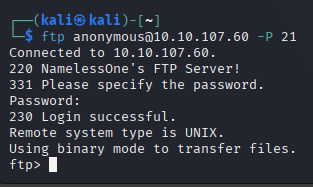 ┌──(kali㉿kali)-[~]
└─$ ftp anonymous@10.10.107.60 -P 21
Connected to 10.10.107.60.
220 NamelessOne's FTP Server!
331 Please specify the password.
Password:
230 Login successful.
Remote system type is UNIX.
Using binary mode to transfer files.
ftp>